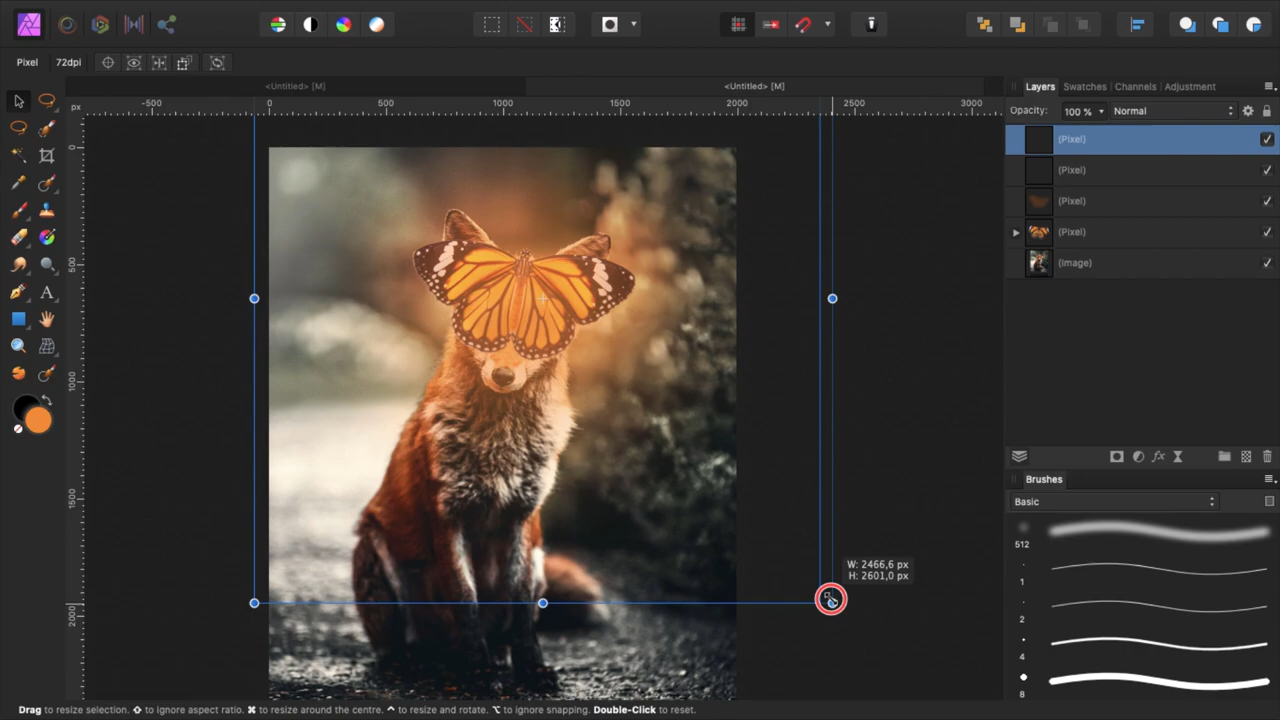 Pixel 72dpi
<Untitled> [M] <Untitled> [M]
px -500 0 500 1000 1500 2000 2500 3000
0
500
1000
1500
2000
Layers Swatches Channels Adjustment
Opacity: 100 % Normal
(Pixel)
(Pixel)
(Pixel)
(Pixel)
(Image)
A
fx
Brushes
Basic
512
1
2
4
8
W: 2466,6 px
H: 2601,0 px
Drag to resize selection. ⇧ to ignore aspect ratio. ⌘ to resize around the centre. ^ to resize and rotate. ⌥ to ignore snapping. Double-Click to reset.